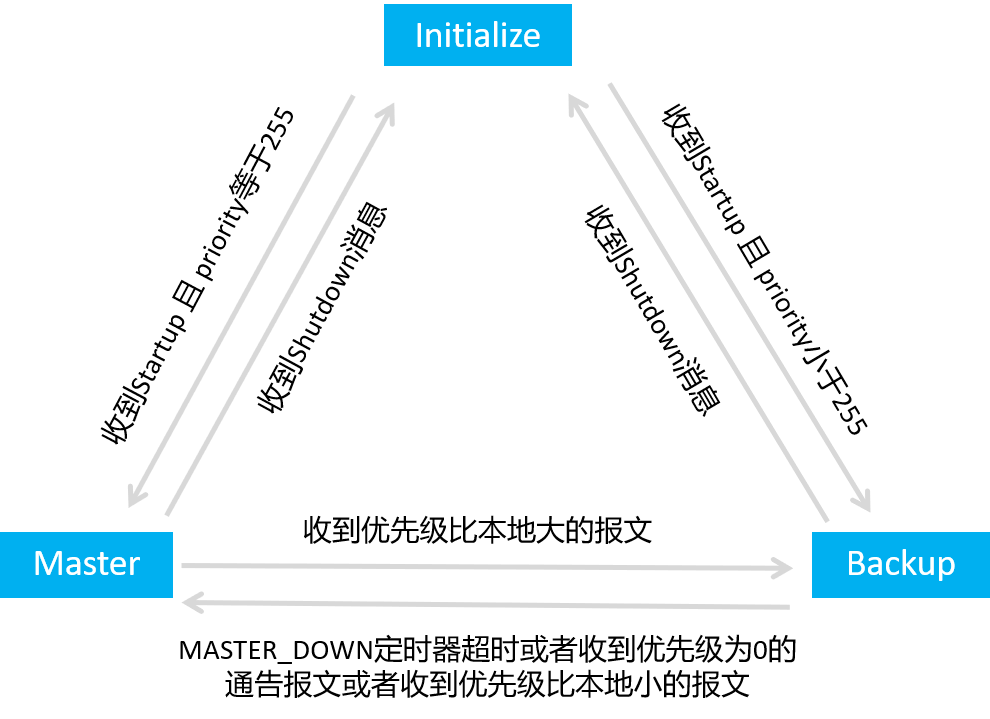 Initialize
收到Startup 且 priority等于255
收到Shutdown消息
收到Shutdown消息
收到Startup 且 priority小于255
收到优先级比本地大的报文
Master
Backup
MASTER_DOWN定时器超时或者收到优先级为0的
通告报文或者收到优先级比本地小的报文